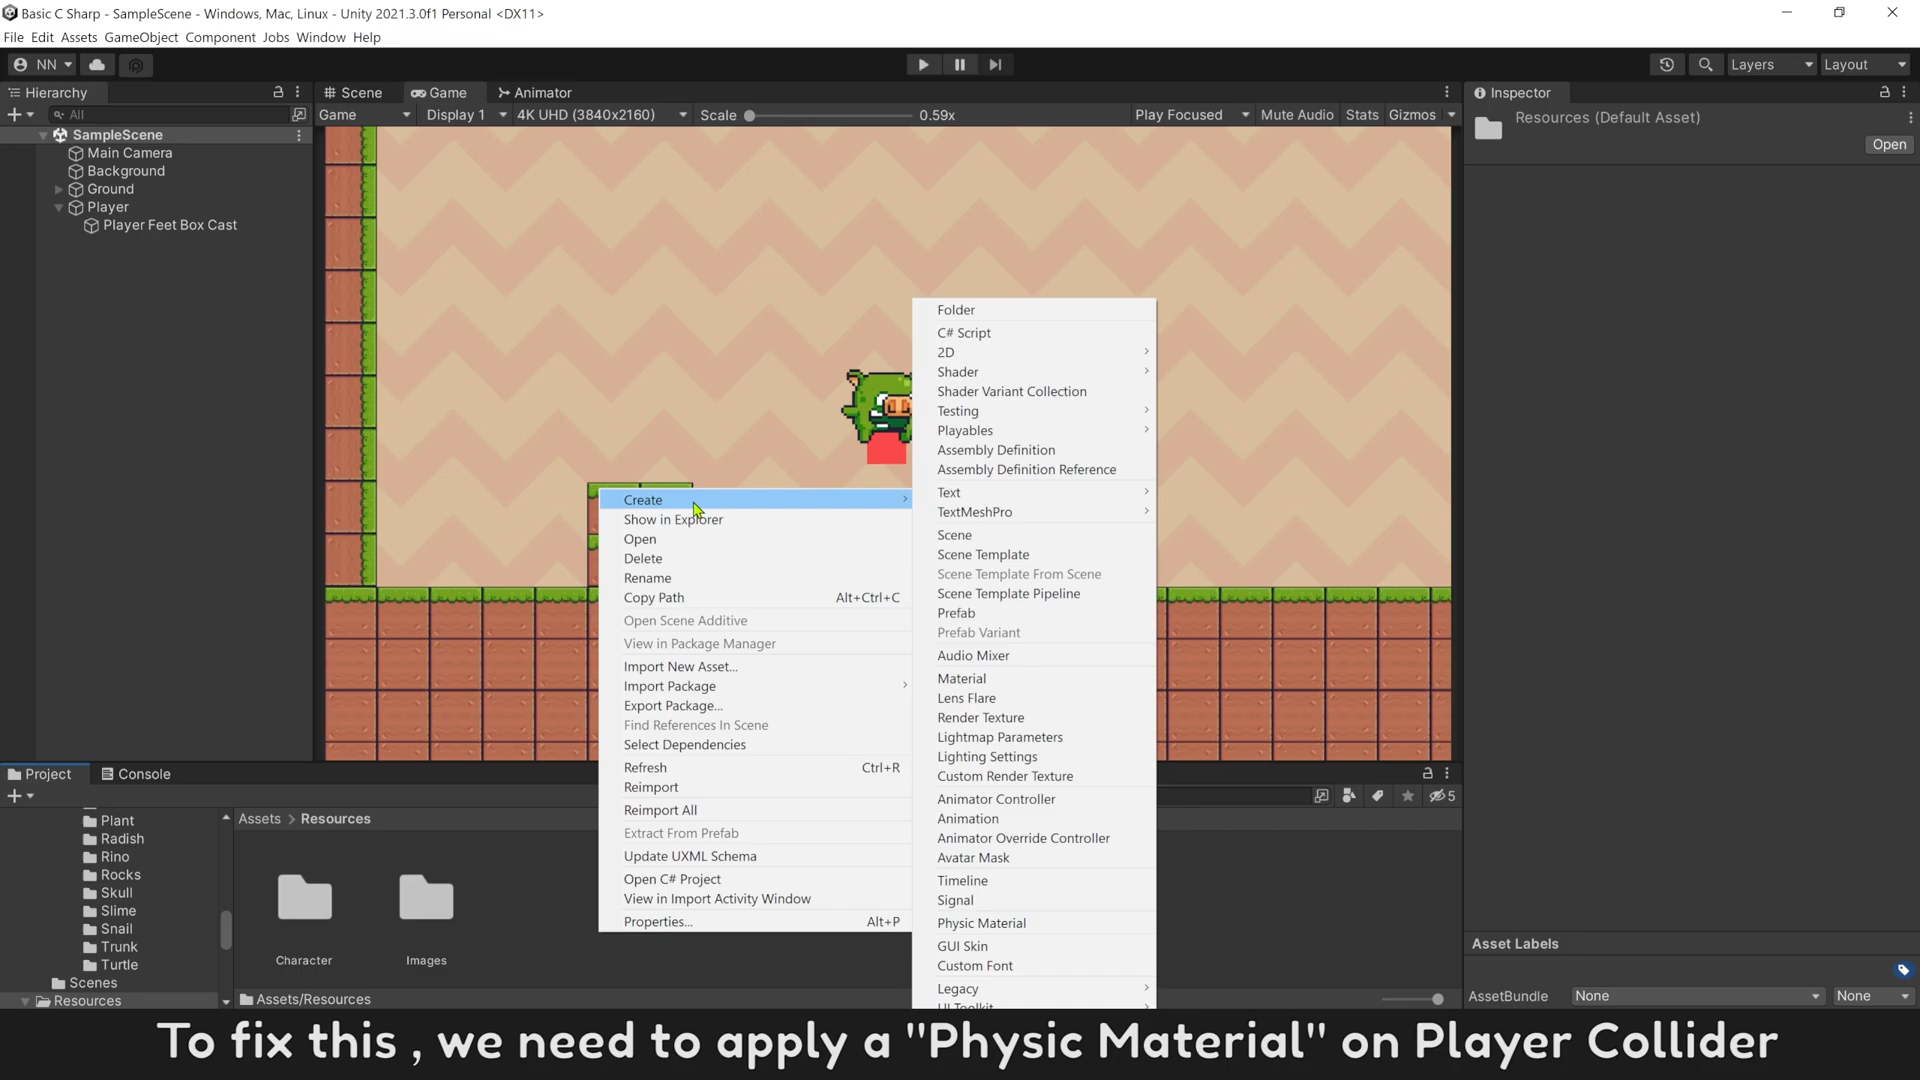 Basic C Sharp - SampleScene - Windows, Mac, Linux - Unity 2021.3.0f1 Personal <DX11>
File Edit Assets GameObject Component Jobs Window Help
NN Layers Layout
Hierarchy
All
SampleScene
Main Camera
Background
Ground
Player
Player Feet Box Cast
Scene Game Animator
Game Display 1 4K UHD (3840x2160) Scale 0.59x Play Focused Mute Audio Stats Gizmos
Inspector
Resources (Default Asset)
Open
Create
Show in Explorer
Open
Delete
Rename
Copy Path Alt+Ctrl+C
Open Scene Additive
View in Package Manager
Import New Asset...
Import Package
Export Package...
Find References In Scene
Select Dependencies
Refresh Ctrl+R
Reimport
Reimport All
Extract From Prefab
Update UXML Schema
Open C# Project
View in Import Activity Window
Properties... Alt+P
Folder
C# Script
2D
Shader
Shader Variant Collection
Testing
Playables
Assembly Definition
Assembly Definition Reference
Text
TextMeshPro
Scene
Scene Template
Scene Template From Scene
Scene Template Pipeline
Prefab
Prefab Variant
Audio Mixer
Material
Lens Flare
Render Texture
Lightmap Parameters
Lighting Settings
Custom Render Texture
Animator Controller
Animation
Animator Override Controller
Avatar Mask
Timeline
Signal
Physic Material
GUI Skin
Custom Font
Legacy
UI Toolkit
Project Console
5
Plant
Radish
Rino
Rocks
Skull
Slime
Snail
Trunk
Turtle
Scenes
Resources
Assets > Resources
Character Images
Assets/Resources
Asset Labels
AssetBundle None None
To fix this , we need to apply a "Physic Material" on Player Collider